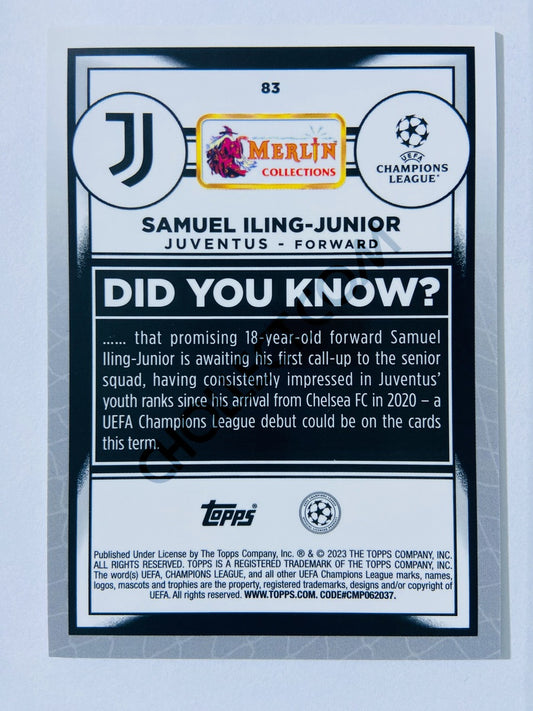 83
J
MERLIN
COLLECTIONS
UEFA
CHAMPIONS
LEAGUE®
SAMUEL ILING-JUNIOR
JUVENTUS - FORWARD
DID YOU KNOW?
...... that promising 18-year-old forward Samuel
Iling-Junior is awaiting his first call-up to the senior
squad, having consistently impressed in Juventus'
youth ranks since his arrival from Chelsea FC in 2020 – a
UEFA Champions League debut could be on the cards
this term.
topps®
Published Under License by The Topps Company, Inc. ® & © 2023 THE TOPPS COMPANY, INC.
ALL RIGHTS RESERVED. TOPPS IS A REGISTERED TRADEMARK OF THE TOPPS COMPANY, INC.
The word(s) UEFA, CHAMPIONS LEAGUE, and all other UEFA Champions League marks, names,
logos, mascots and trophies are the property, registered trademarks, designs and/or copyright of
UEFA. All rights reserved. WWW.TOPPS.COM. CODE#CMP062037.